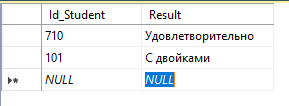 Id_Student Result
710 Удовлетворительно
101 С двойками
NULL NULL